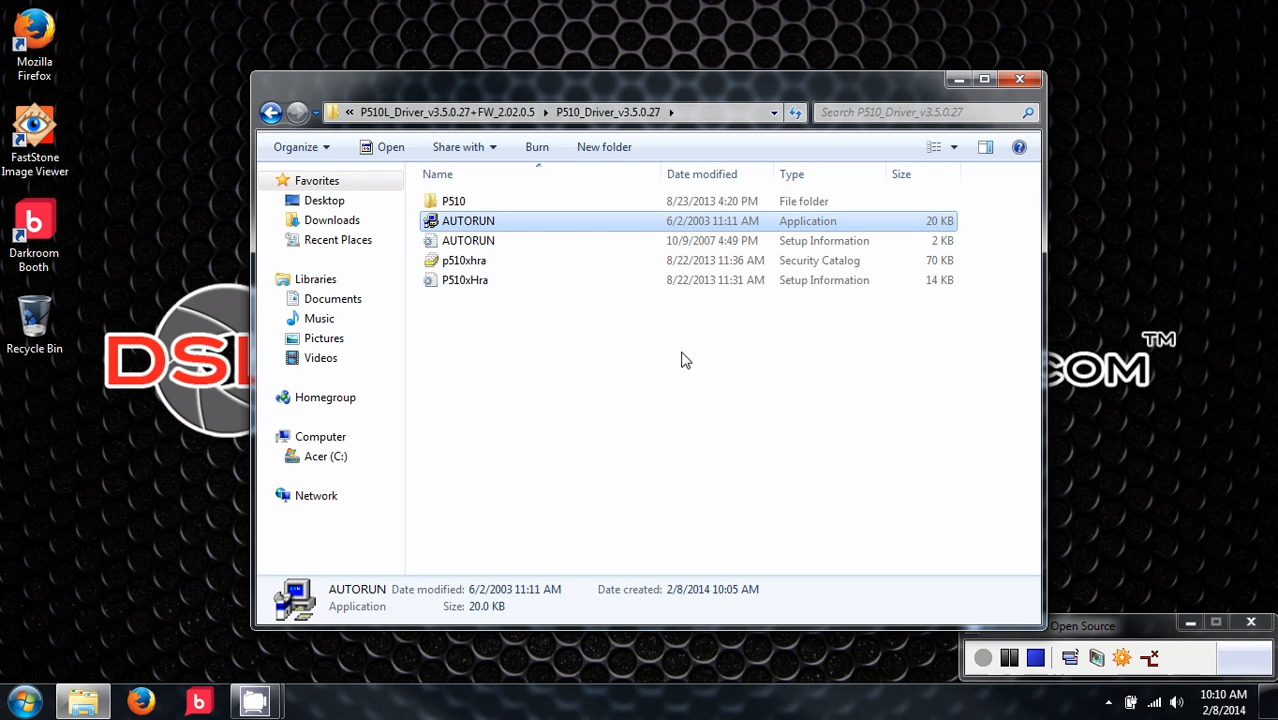 Mozilla
Firefox
FastStone
Image Viewer
Darkroom
Booth
Recycle Bin
DSL
.COM™
« P510L_Driver_v3.5.0.27+FW_2.02.0.5 P510_Driver_v3.5.0.27
Search P510_Driver_v3.5.0.27
Organize Open Share with Burn New folder
Favorites
Desktop
Downloads
Recent Places
Libraries
Documents
Music
Pictures
Videos
Homegroup
Computer
Acer (C:)
Network
Name Date modified Type Size
P510 8/23/2013 4:20 PM File folder
AUTORUN 6/2/2003 11:11 AM Application 20 KB
AUTORUN 10/9/2007 4:49 PM Setup Information 2 KB
p510xhra 8/22/2013 11:36 AM Security Catalog 70 KB
P510xHra 8/22/2013 11:31 AM Setup Information 14 KB
AUTORUN Date modified: 6/2/2003 11:11 AM Date created: 2/8/2014 10:05 AM
Application Size: 20.0 KB
Open Source
b
10:10 AM
2/8/2014